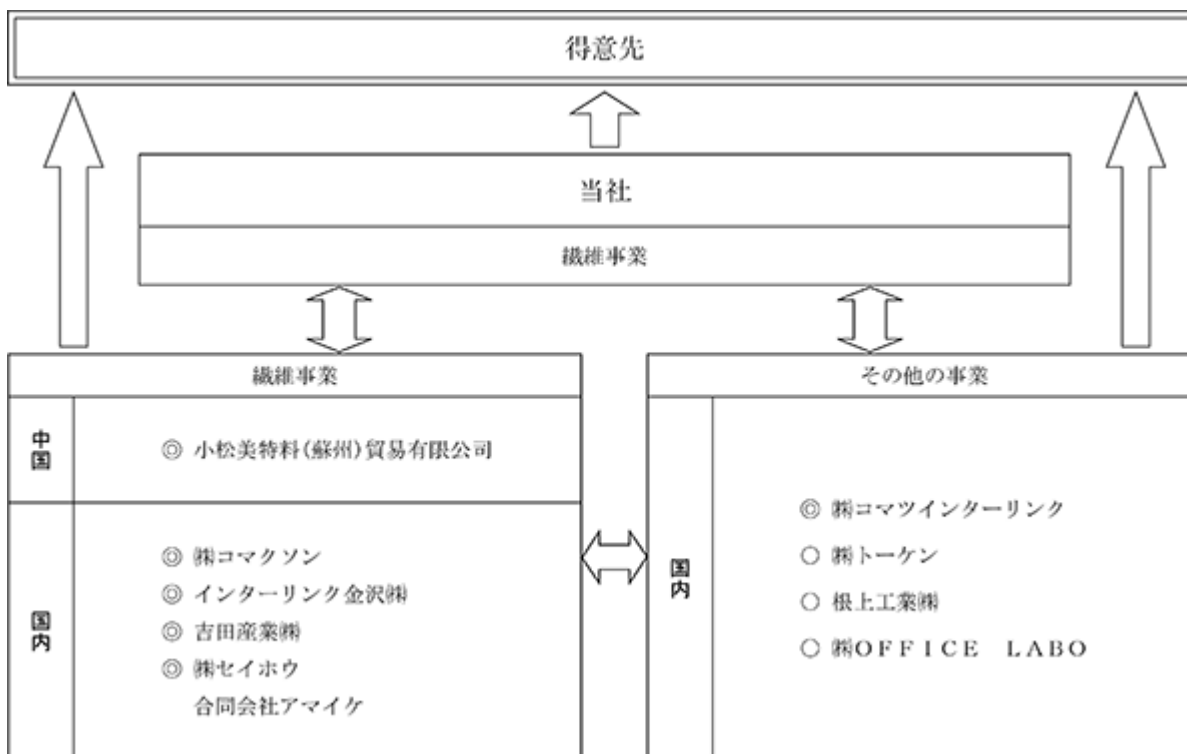 得意先
当社
繊維事業
繊維事業
中国
◎ 小松美特料(蘇州)貿易有限公司
国内
◎ ㈱コマクソン
◎ インターリンク金沢㈱
◎ 吉田産業㈱
◎ ㈱セイホウ
合同会社アマイケ
その他の事業
国内
◎ ㈱コマツインターリンク
○ ㈱トーケン
○ 根上工業㈱
○ ㈱ＯＦＦＩＣＥ　ＬＡＢＯ